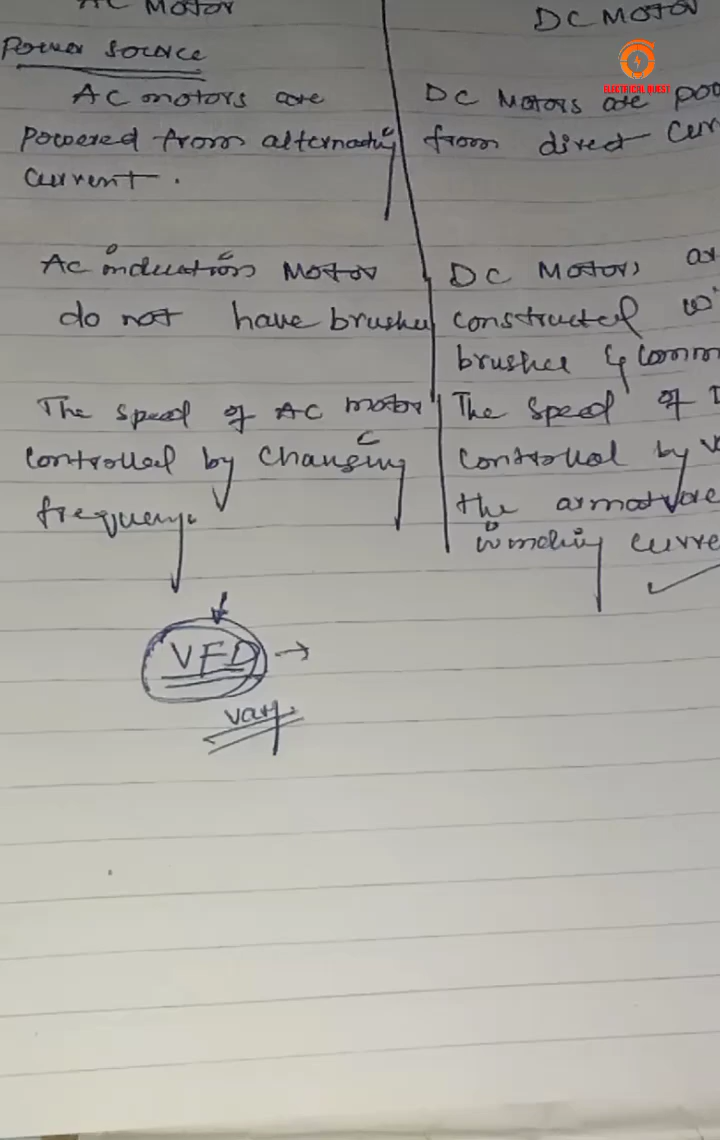 AC MOTOR
Power source
AC motors are
powered from alternating
current.
AC induction Motor
do not have brushes
The speed of AC motor
controlled by changing
frequency.
VFD →
vary.
DC MOTOR
ELECTRICAL QUEST
DC Motors are
from direct
DC Motors
constructed
brushes &
The speed of
controlled by
the armature
winding